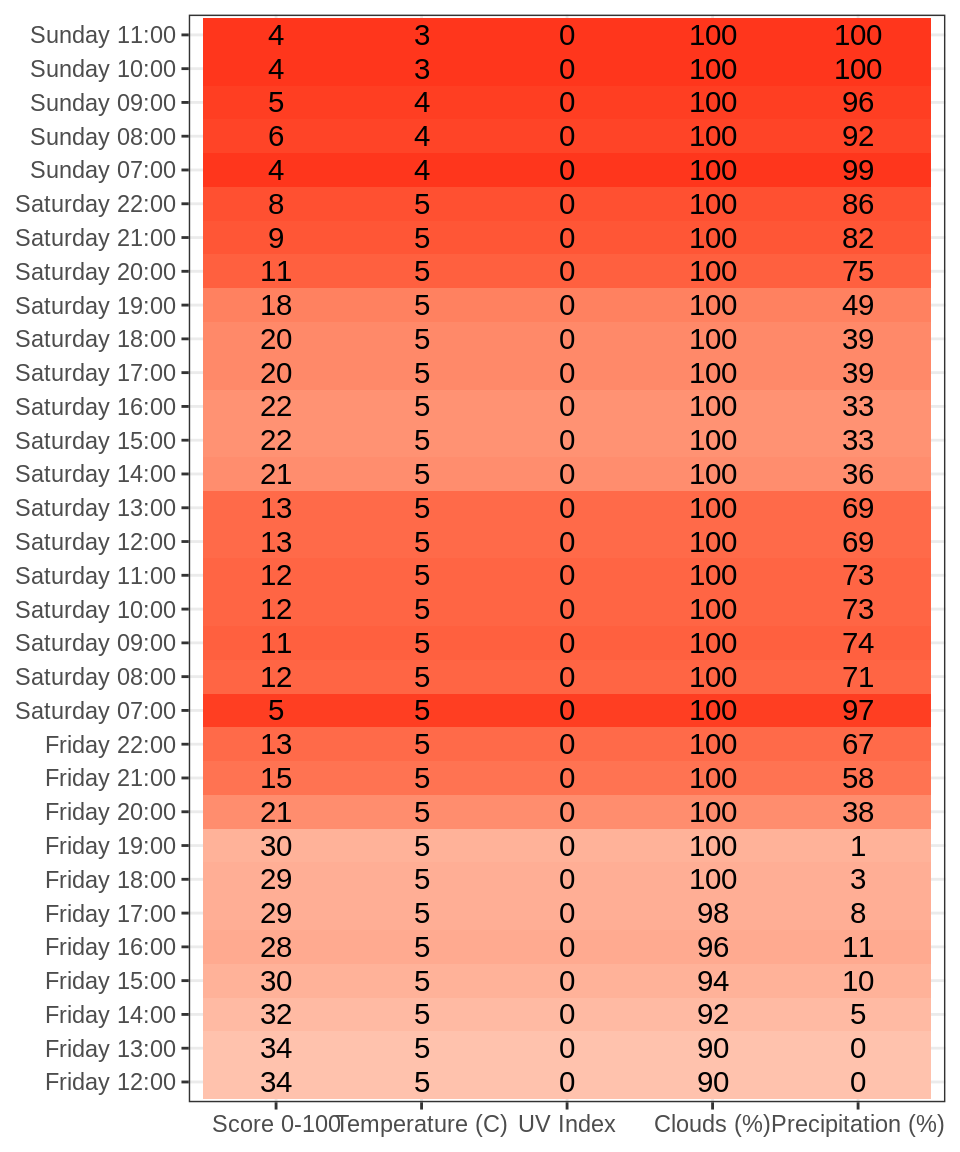 Sunday 11:00 4 3 0 100 100
Sunday 10:00 4 3 0 100 100
Sunday 09:00 5 4 0 100 96
Sunday 08:00 6 4 0 100 92
Sunday 07:00 4 4 0 100 99
Saturday 22:00 8 5 0 100 86
Saturday 21:00 9 5 0 100 82
Saturday 20:00 11 5 0 100 75
Saturday 19:00 18 5 0 100 49
Saturday 18:00 20 5 0 100 39
Saturday 17:00 20 5 0 100 39
Saturday 16:00 22 5 0 100 33
Saturday 15:00 22 5 0 100 33
Saturday 14:00 21 5 0 100 36
Saturday 13:00 13 5 0 100 69
Saturday 12:00 13 5 0 100 69
Saturday 11:00 12 5 0 100 73
Saturday 10:00 12 5 0 100 73
Saturday 09:00 11 5 0 100 74
Saturday 08:00 12 5 0 100 71
Saturday 07:00 5 5 0 100 97
Friday 22:00 13 5 0 100 67
Friday 21:00 15 5 0 100 58
Friday 20:00 21 5 0 100 38
Friday 19:00 30 5 0 100 1
Friday 18:00 29 5 0 100 3
Friday 17:00 29 5 0 98 8
Friday 16:00 28 5 0 96 11
Friday 15:00 30 5 0 94 10
Friday 14:00 32 5 0 92 5
Friday 13:00 34 5 0 90 0
Friday 12:00 34 5 0 90 0
Score 0-100 Temperature (C) UV Index Clouds (%) Precipitation (%)